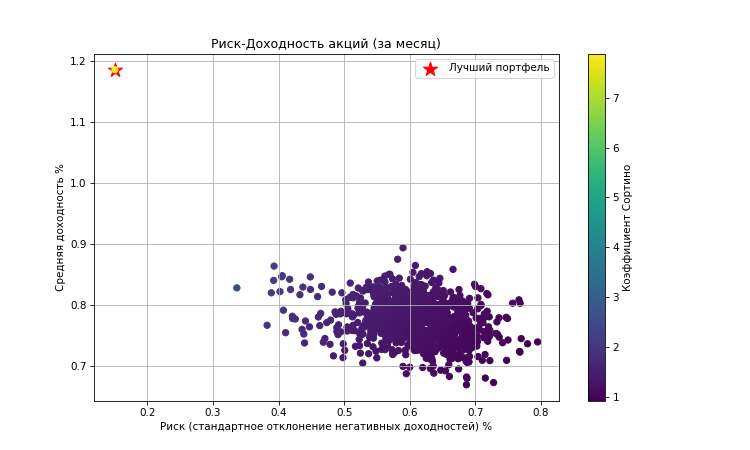 Риск-Доходность акций (за месяц)
Лучший портфель
Средняя доходность %
1.2
1.1
1.0
0.9
0.8
0.7
0.2 0.3 0.4 0.5 0.6 0.7 0.8
Риск (стандартное отклонение негативных доходностей) %
7
6
5
4
3
2
1
Коэффициент Сортино